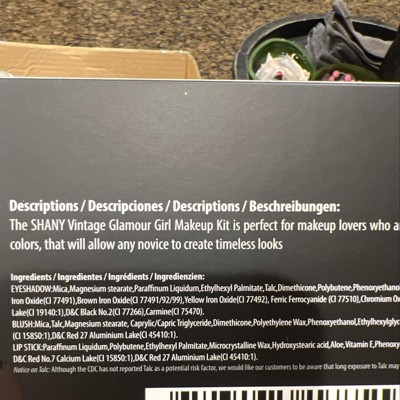 Descriptions / Descripciones / Descriptions / Beschreibungen:
The SHANY Vintage Glamour Girl Makeup Kit is perfect for makeup lovers who a
colors, that will allow any novice to create timeless looks
Ingredients / Ingredientes / Ingrédients / Ingredienzien:
EYESHADOW:Mica,Magnesium stearate,Paraffinum Liquidum,Ethylhexyl Palmitate,Talc,Dimethicone,Polybutene,Phenoxyethanol
Iron Oxide(CI 77491),Brown Iron Oxide(CI 77491/92/99),Yellow Iron Oxide(CI 77492), Ferric Ferrocyanide (CI 77510),Chromium Ox
Lake(CI 19140:1),D&C Black No.2(CI 77266),Carmine(CI 75470).
BLUSH:Mica,Talc,Magnesium stearate, Caprylic/Capric Triglyceride,Dimethicone,Polyethylene Wax,Phenoxyethanol,Ethylhexylglyc
(CI 15850:1),D&C Red 27 Aluminium Lake(CI 45410:1).
LIP STICK:Paraffinum Liquidum,Polybutene,Ethylhexyl Palmitate,Microcrystalline Wax,Hydroxystearic acid,Aloe,Vitamin E,Phenox
D&C Red No.7 Calcium Lake(CI 15850:1),D&C Red 27 Aluminium Lake(CI 45410:1).
Notice on Talc: Although the CDC has not reported Talc as a potential risk factor, we would like our customers to be aware that long exposure to Talc may